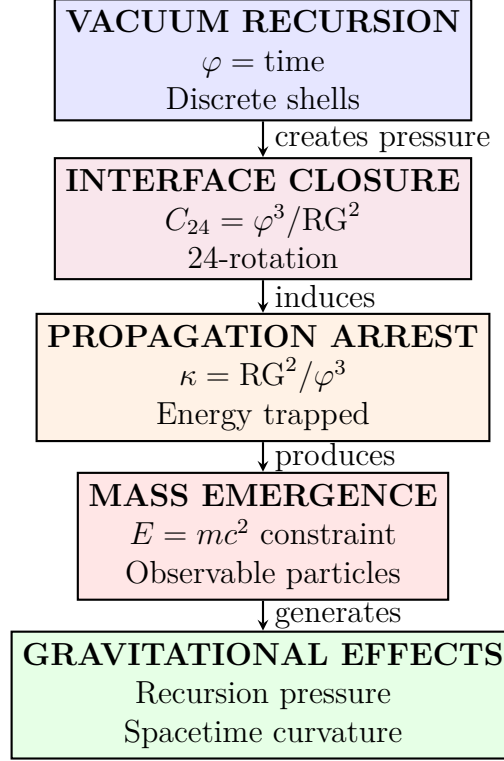 VACUUM RECURSION
φ = time
Discrete shells
creates pressure
INTERFACE CLOSURE
C₂₄ = φ³/RG²
24-rotation
induces
PROPAGATION ARREST
κ = RG²/φ³
Energy trapped
produces
MASS EMERGENCE
E = mc² constraint
Observable particles
generates
GRAVITATIONAL EFFECTS
Recursion pressure
Spacetime curvature